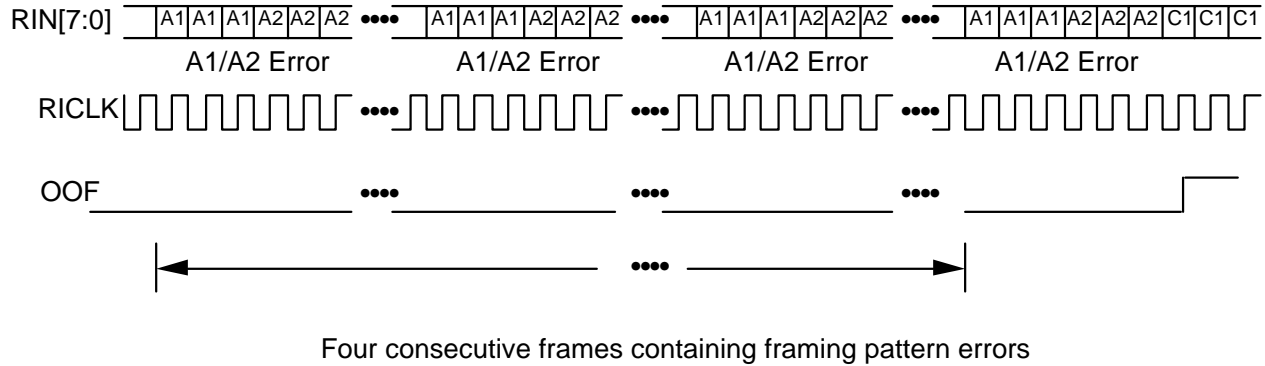 RIN[7:0] A1 A1 A1 A2 A2 A2 •••• A1 A1 A1 A2 A2 A2 •••• A1 A1 A1 A2 A2 A2 •••• A1 A1 A1 A2 A2 A2 C1 C1 C1
A1/A2 Error A1/A2 Error A1/A2 Error A1/A2 Error
RICLK •••• •••• ••••
OOF •••• •••• ••••
••••
Four consecutive frames containing framing pattern errors